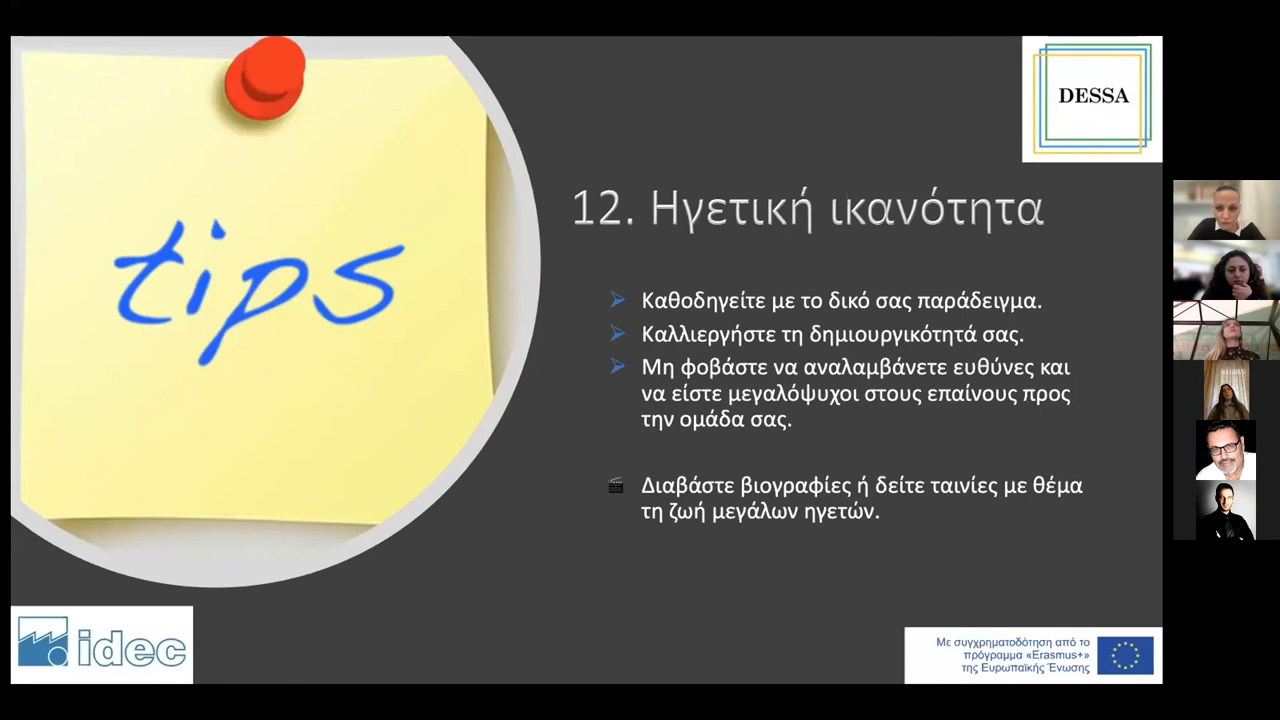 tips
DESSA
12. Ηγετική ικανότητα
Καθοδηγείτε με το δικό σας παράδειγμα.
Καλλιεργήστε τη δημιουργικότητά σας.
Μη φοβάστε να αναλαμβάνετε ευθύνες και
να είστε μεγαλόψυχοι στους επαίνους προς
την ομάδα σας.
Διαβάστε βιογραφίες ή δείτε ταινίες με θέμα
τη ζωή μεγάλων ηγετών.
idec
Με συγχρηματοδότηση από το
πρόγραμμα «Erasmus+»
της Ευρωπαϊκής Ένωσης